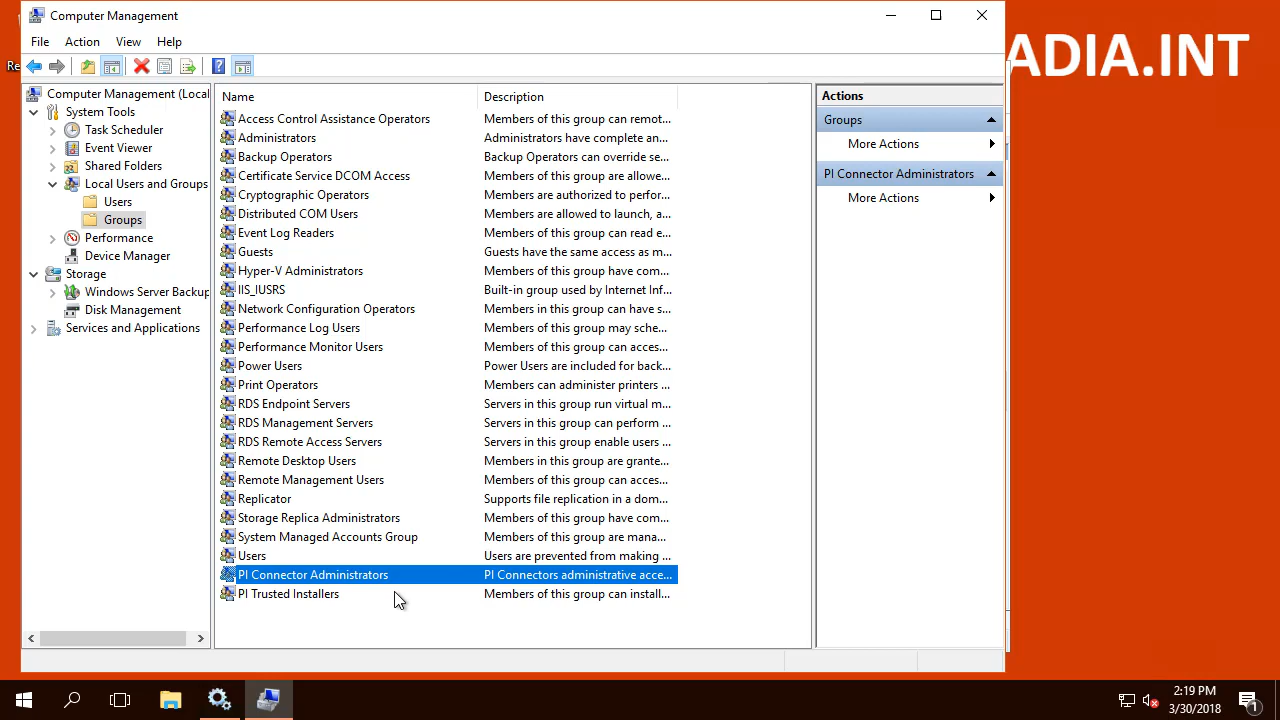 Computer Management
ADIA.INT
File Action View Help
Re
Computer Management (Local
System Tools
Task Scheduler
Event Viewer
Shared Folders
Local Users and Groups
Users
Groups
Performance
Device Manager
Storage
Windows Server Backup
Disk Management
Services and Applications
Name Description
Access Control Assistance Operators Members of this group can remot...
Administrators Administrators have complete an...
Backup Operators Backup Operators can override se...
Certificate Service DCOM Access Members of this group are allowe...
Cryptographic Operators Members are authorized to perfor...
Distributed COM Users Members are allowed to launch, a...
Event Log Readers Members of this group can read e...
Guests Guests have the same access as m...
Hyper-V Administrators Members of this group have com...
IIS_IUSRS Built-in group used by Internet Inf...
Network Configuration Operators Members in this group can have s...
Performance Log Users Members of this group may sche...
Performance Monitor Users Members of this group can acces...
Power Users Power Users are included for back...
Print Operators Members can administer printers ...
RDS Endpoint Servers Servers in this group run virtual m...
RDS Management Servers Servers in this group can perform ...
RDS Remote Access Servers Servers in this group enable users ...
Remote Desktop Users Members in this group are grante...
Remote Management Users Members of this group can acces...
Replicator Supports file replication in a dom...
Storage Replica Administrators Members of this group have com...
System Managed Accounts Group Members of this group are mana...
Users Users are prevented from making ...
PI Connector Administrators PI Connectors administrative acce...
PI Trusted Installers Members of this group can install...
Actions
Groups
More Actions
PI Connector Administrators
More Actions
2:19 PM
3/30/2018
1